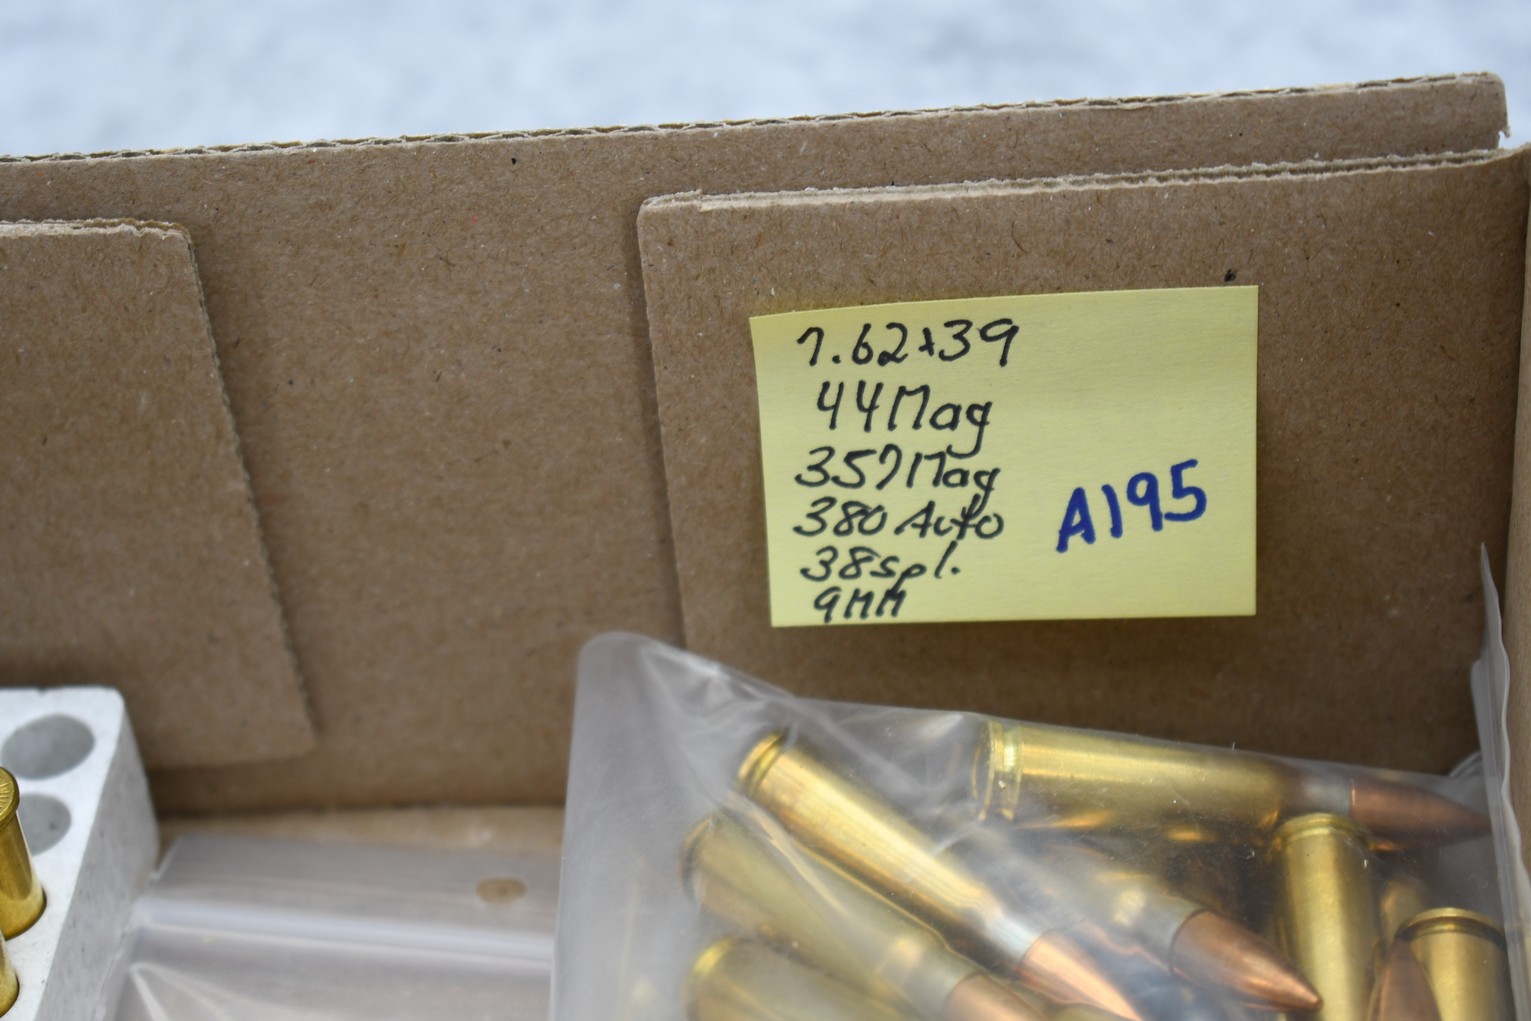 7.62x39
44 Mag
357 Mag
380 Auto
38 spl.
9MM
A195